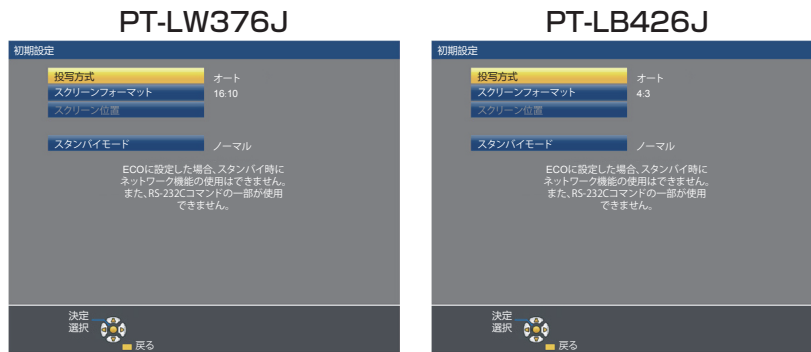 PT-LW376J
初期設定
投写方式 オート
スクリーンフォーマット 16:10
スクリーン位置
スタンバイモード ノーマル
ECOに設定した場合、スタンバイ時に
ネットワーク機能の使用はできません。
また、RS-232Cコマンドの一部が使用
できません。
決定
選択
戻る
PT-LB426J
初期設定
投写方式 オート
スクリーンフォーマット 4:3
スクリーン位置
スタンバイモード ノーマル
ECOに設定した場合、スタンバイ時に
ネットワーク機能の使用はできません。
また、RS-232Cコマンドの一部が使用
できません。
決定
選択
戻る